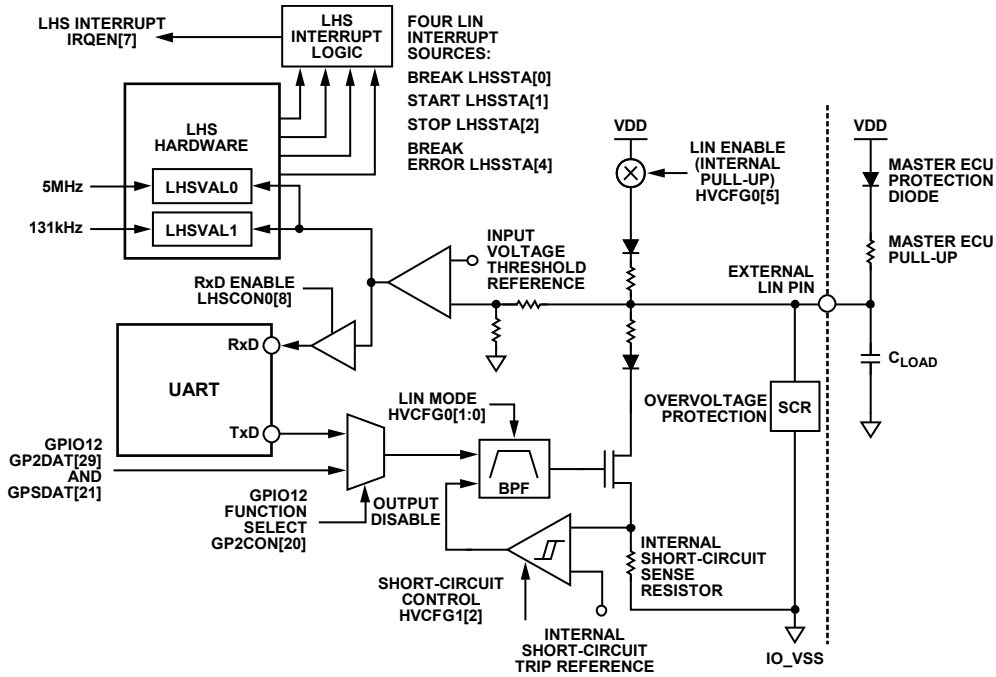 LHS INTERRUPT
IRQEN[7]
LHS
INTERRUPT
LOGIC
FOUR LIN
INTERRUPT
SOURCES:
BREAK LHSSTA[0]
START LHSSTA[1]
STOP LHSSTA[2]
BREAK
ERROR LHSSTA[4]
LHS
HARDWARE
LHSVAL0
LHSVAL1
5MHz
131kHz
VDD
LIN ENABLE
(INTERNAL
PULL-UP)
HVCFG0[5]
VDD
MASTER ECU
PROTECTION
DIODE
MASTER ECU
PULL-UP
INPUT
VOLTAGE
THRESHOLD
REFERENCE
EXTERNAL
LIN PIN
RxD ENABLE
LHSCON0[8]
RxD
UART
TxD
CLOAD
OVERVOLTAGE
PROTECTION
SCR
LIN MODE
HVCFG0[1:0]
BPF
GPIO12
GP2DAT[29]
AND
GPSDAT[21]
GPIO12
FUNCTION
SELECT
GP2CON[20]
OUTPUT
DISABLE
SHORT-CIRCUIT
CONTROL
HVCFG1[2]
INTERNAL
SHORT-CIRCUIT
SENSE
RESISTOR
INTERNAL
SHORT-CIRCUIT
TRIP REFERENCE
IO_VSS